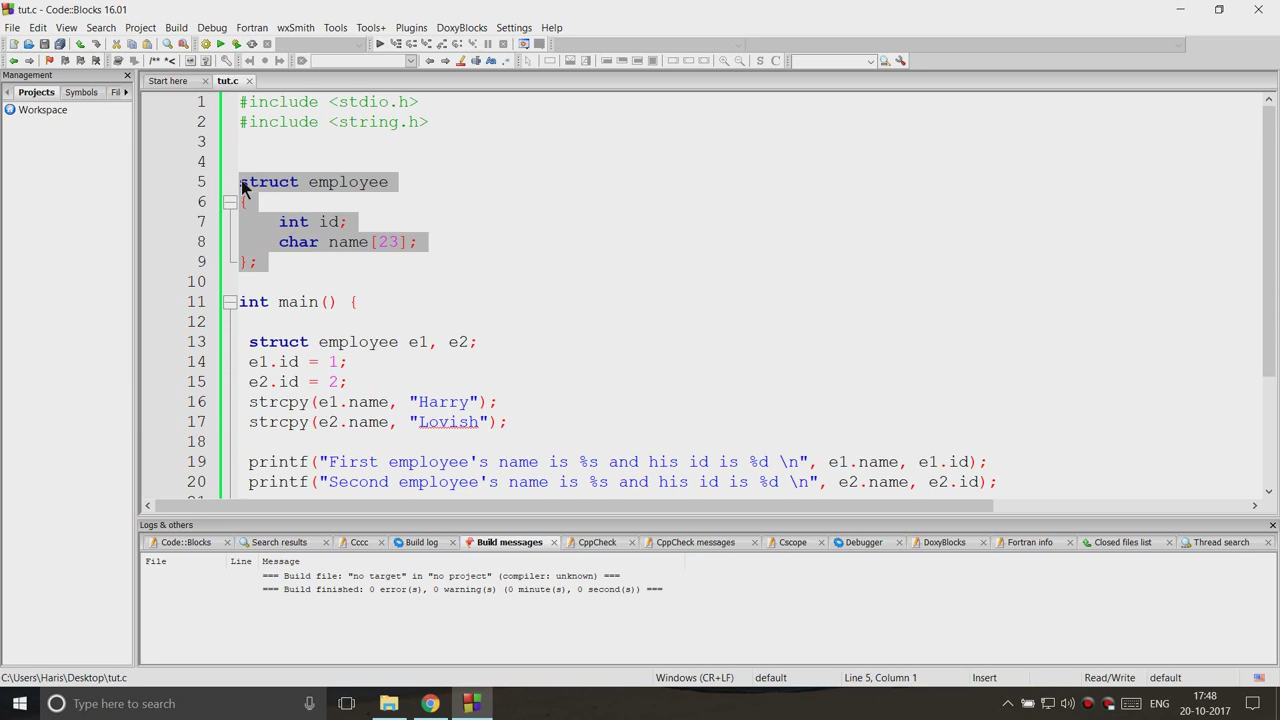 tut.c - Code::Blocks 16.01
File Edit View Search Project Build Debug Fortran wxSmith Tools Tools+ Plugins DoxyBlocks Settings Help
/** *<
S C
Management
Projects Symbols Fil
Workspace
Start here tut.c
1 #include <stdio.h>
2 #include <string.h>
3
4
5 struct employee
6 {
7 int id;
8 char name[23];
9 };
10
11 int main() {
12
13 struct employee e1, e2;
14 e1.id = 1;
15 e2.id = 2;
16 strcpy(e1.name, "Harry");
17 strcpy(e2.name, "Lovish");
18
19 printf("First employee's name is %s and his id is %d \n", e1.name, e1.id);
20 printf("Second employee's name is %s and his id is %d \n", e2.name, e2.id);
21
Logs & others
Code::Blocks Search results Cccc Build log Build messages CppCheck CppCheck messages Cscope Debugger DoxyBlocks Fortran info Closed files list Thread search
File Line Message
=== Build file: "no target" in "no project" (compiler: unknown) ===
=== Build finished: 0 error(s), 0 warning(s) (0 minute(s), 0 second(s)) ===
C:\Users\Haris\Desktop\tut.c Windows (CR+LF) default Line 5, Column 1 Insert Read/Write default
Type here to search
ENG
17:48
20-10-2017